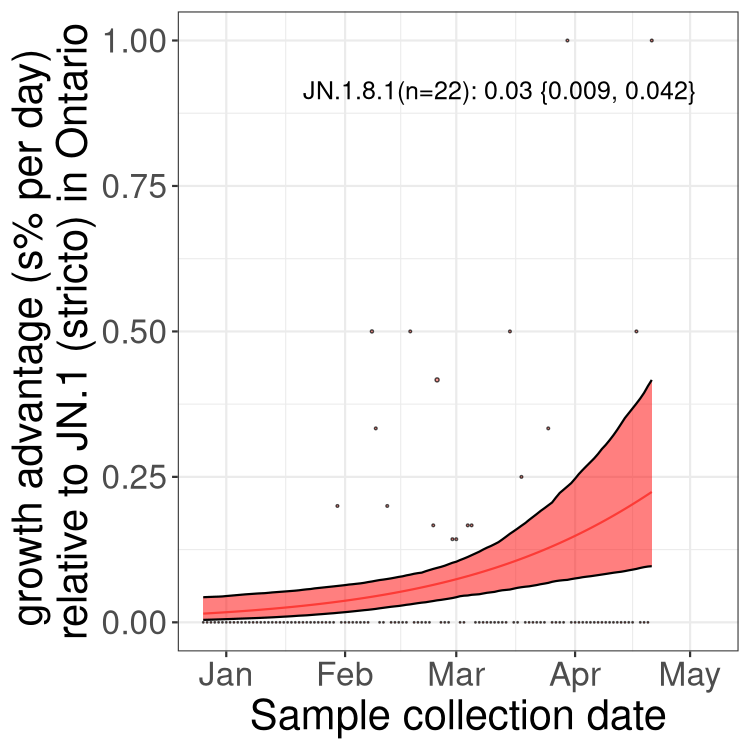 growth advantage (s% per day)
relative to JN.1 (stricto) in Ontario
1.00
0.75
0.50
0.25
0.00
JN.1.8.1(n=22): 0.03 {0.009, 0.042}
Jan Feb Mar Apr May
Sample collection date